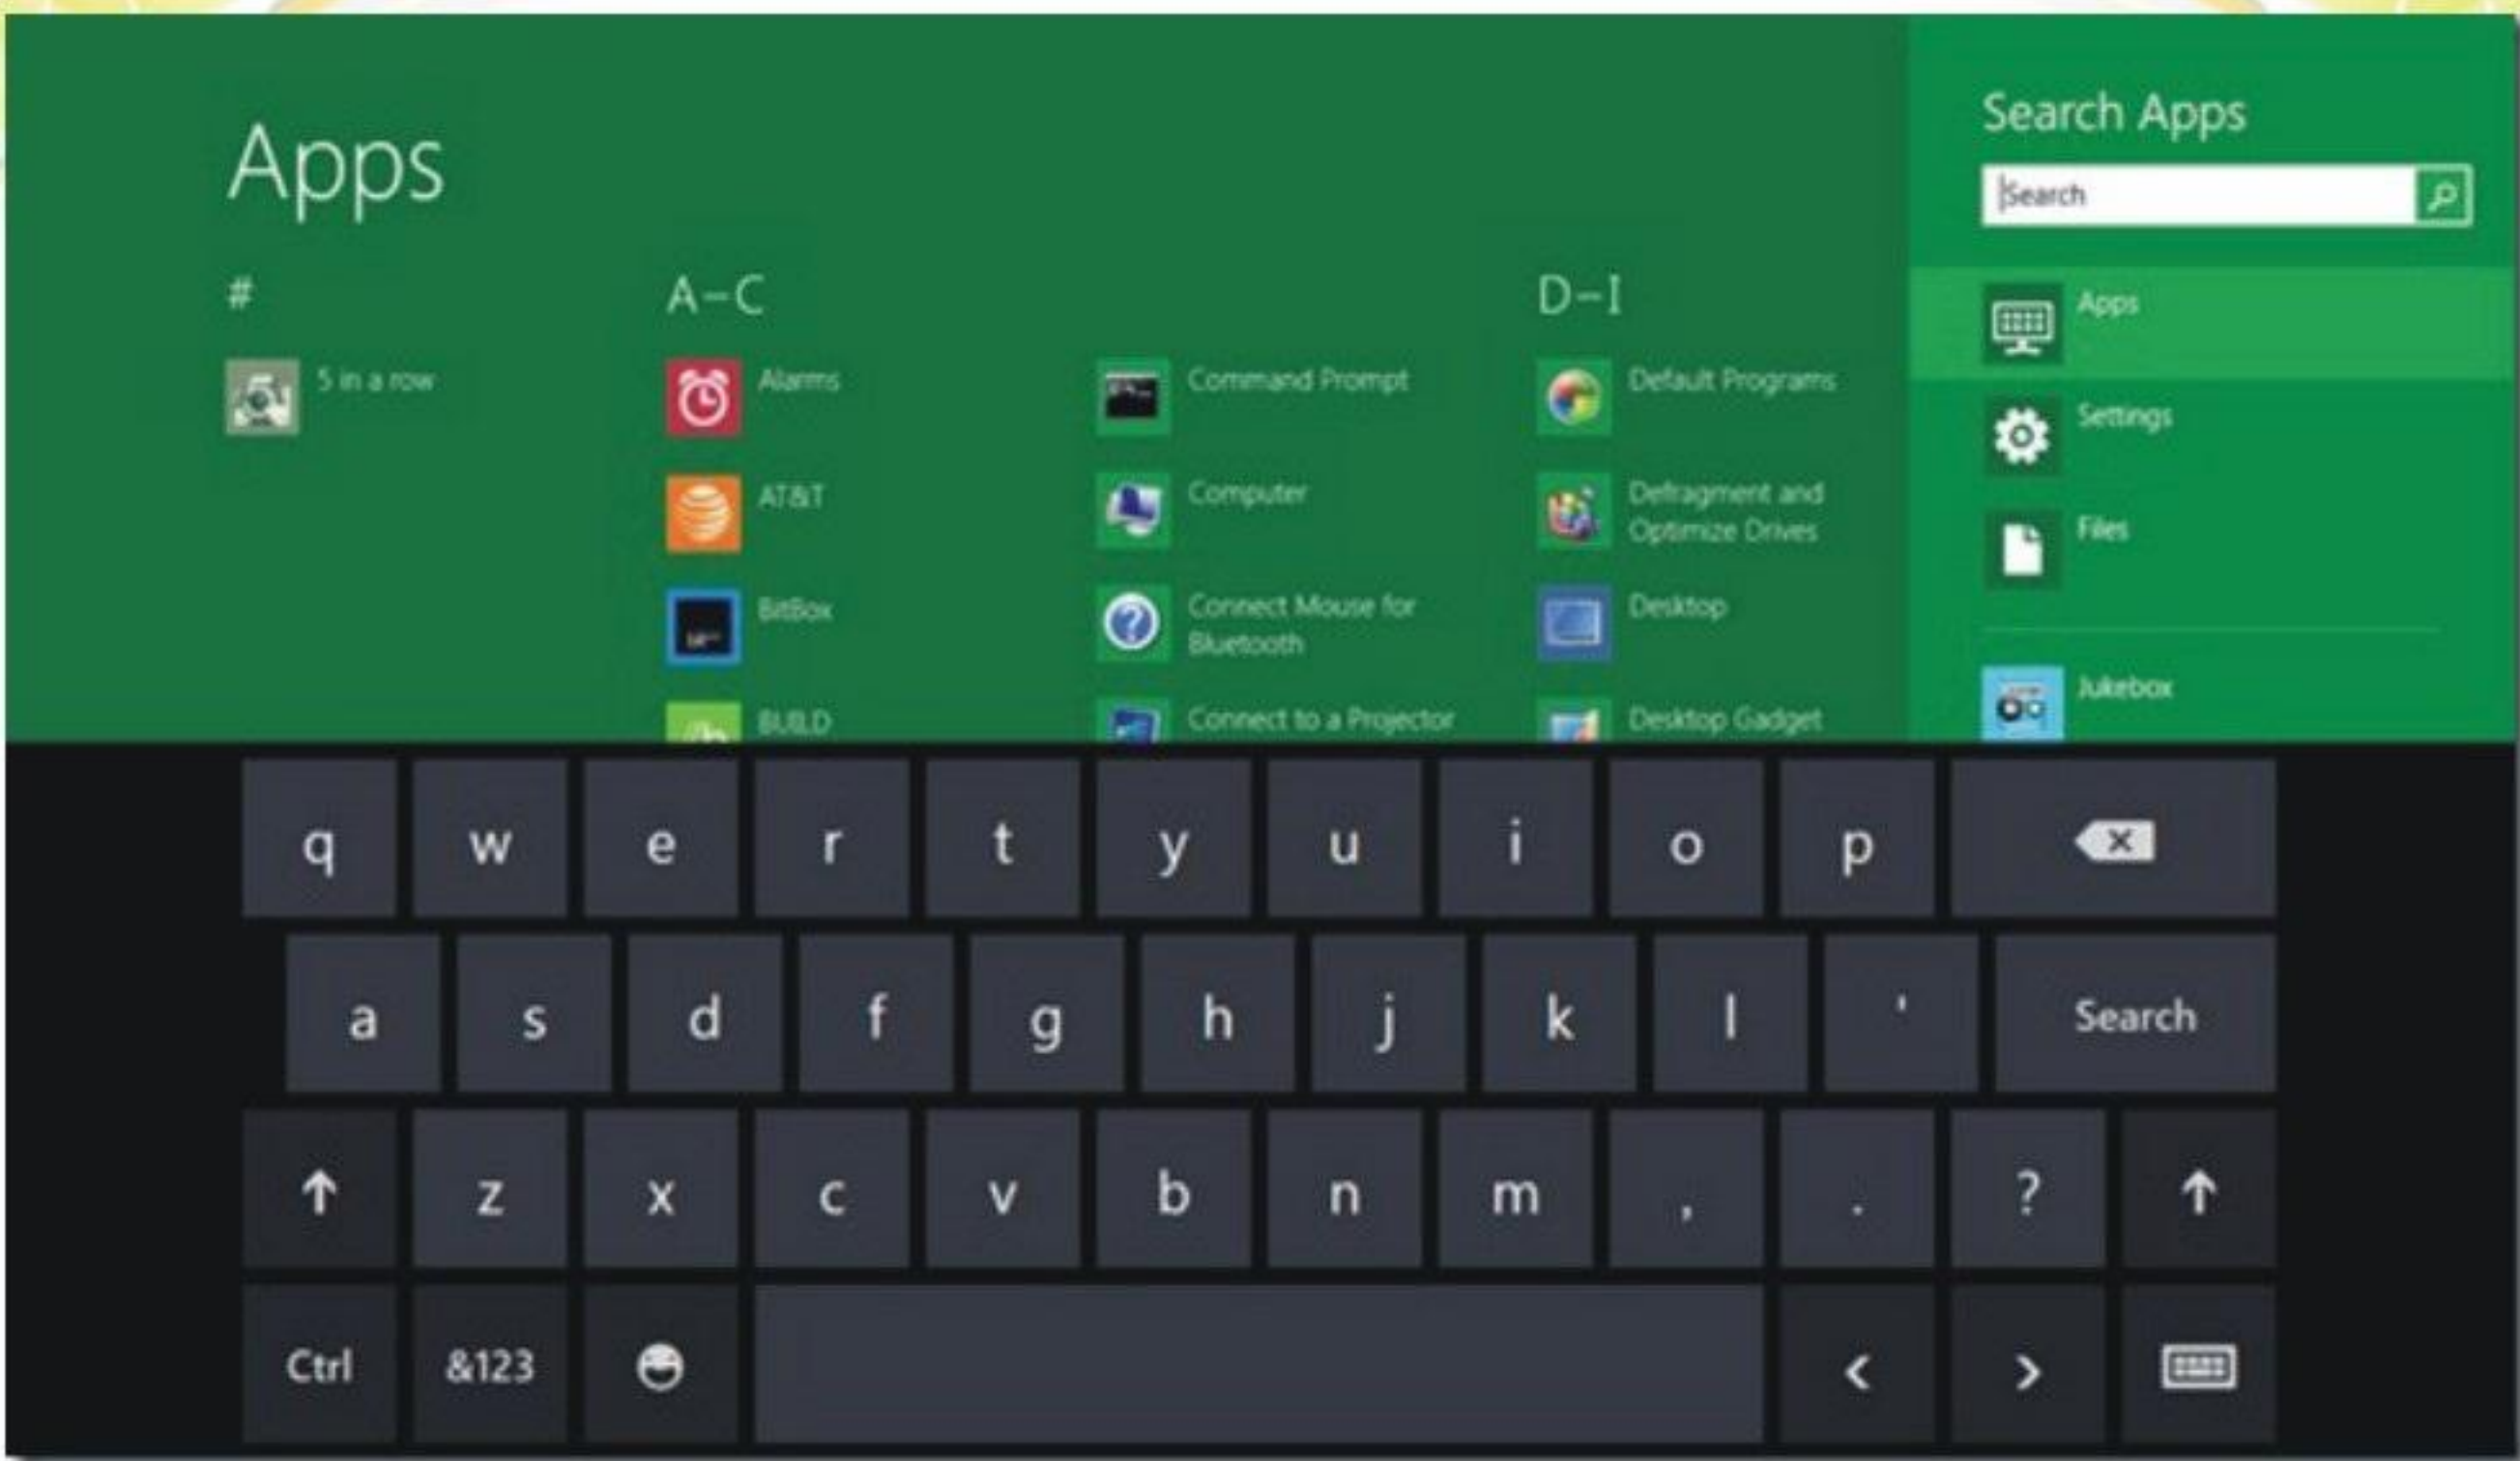 Apps
#
5 in a row
A-C
Alarms
AT&T
BitBox
BUILD
Command Prompt
Computer
Connect Mouse for
Bluetooth
Connect to a Projector
D-I
Default Programs
Defragment and
Optimize Drives
Desktop
Desktop Gadget
Search Apps
Search
Apps
Settings
Files
Jukebox
q w e r t y u i o p
a s d f g h j k l ' Search
z x c v b n m , . ?
Ctrl &123 < >